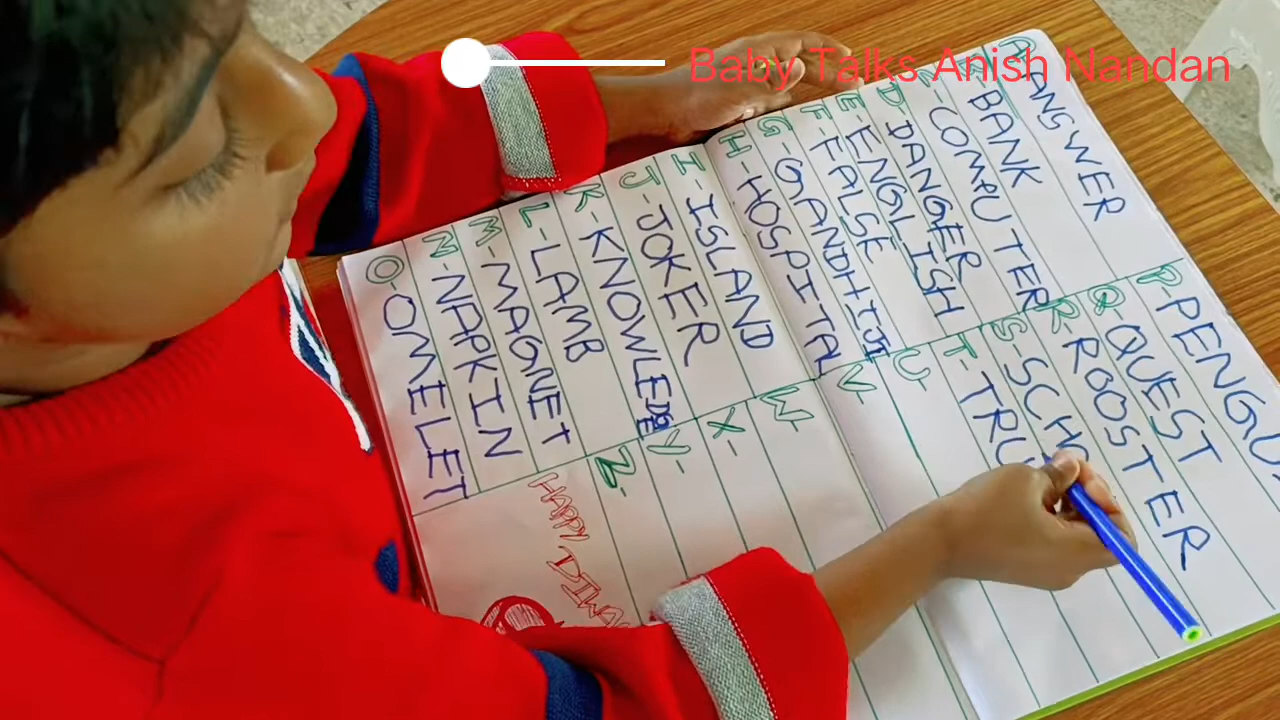 Baby Talks Anish Nandan
A - ANSWER
B - BANK
C - COMPUTER
D - DANGER
E - ENGLISH
F - FALSE
G - GANDHIJI
H - HOSPITAL
I - ISLAND
J - JOKER
K - KNOWLEDGE
L - LAMB
M - MAGNET
N - NAPKIN
O - OMELET
P - PENGU
Q - QUEST
R - ROOSTER
S - SCHO
T - TRU
U -
V -
W -
X -
Y -
Z -
HAPPY DIWA